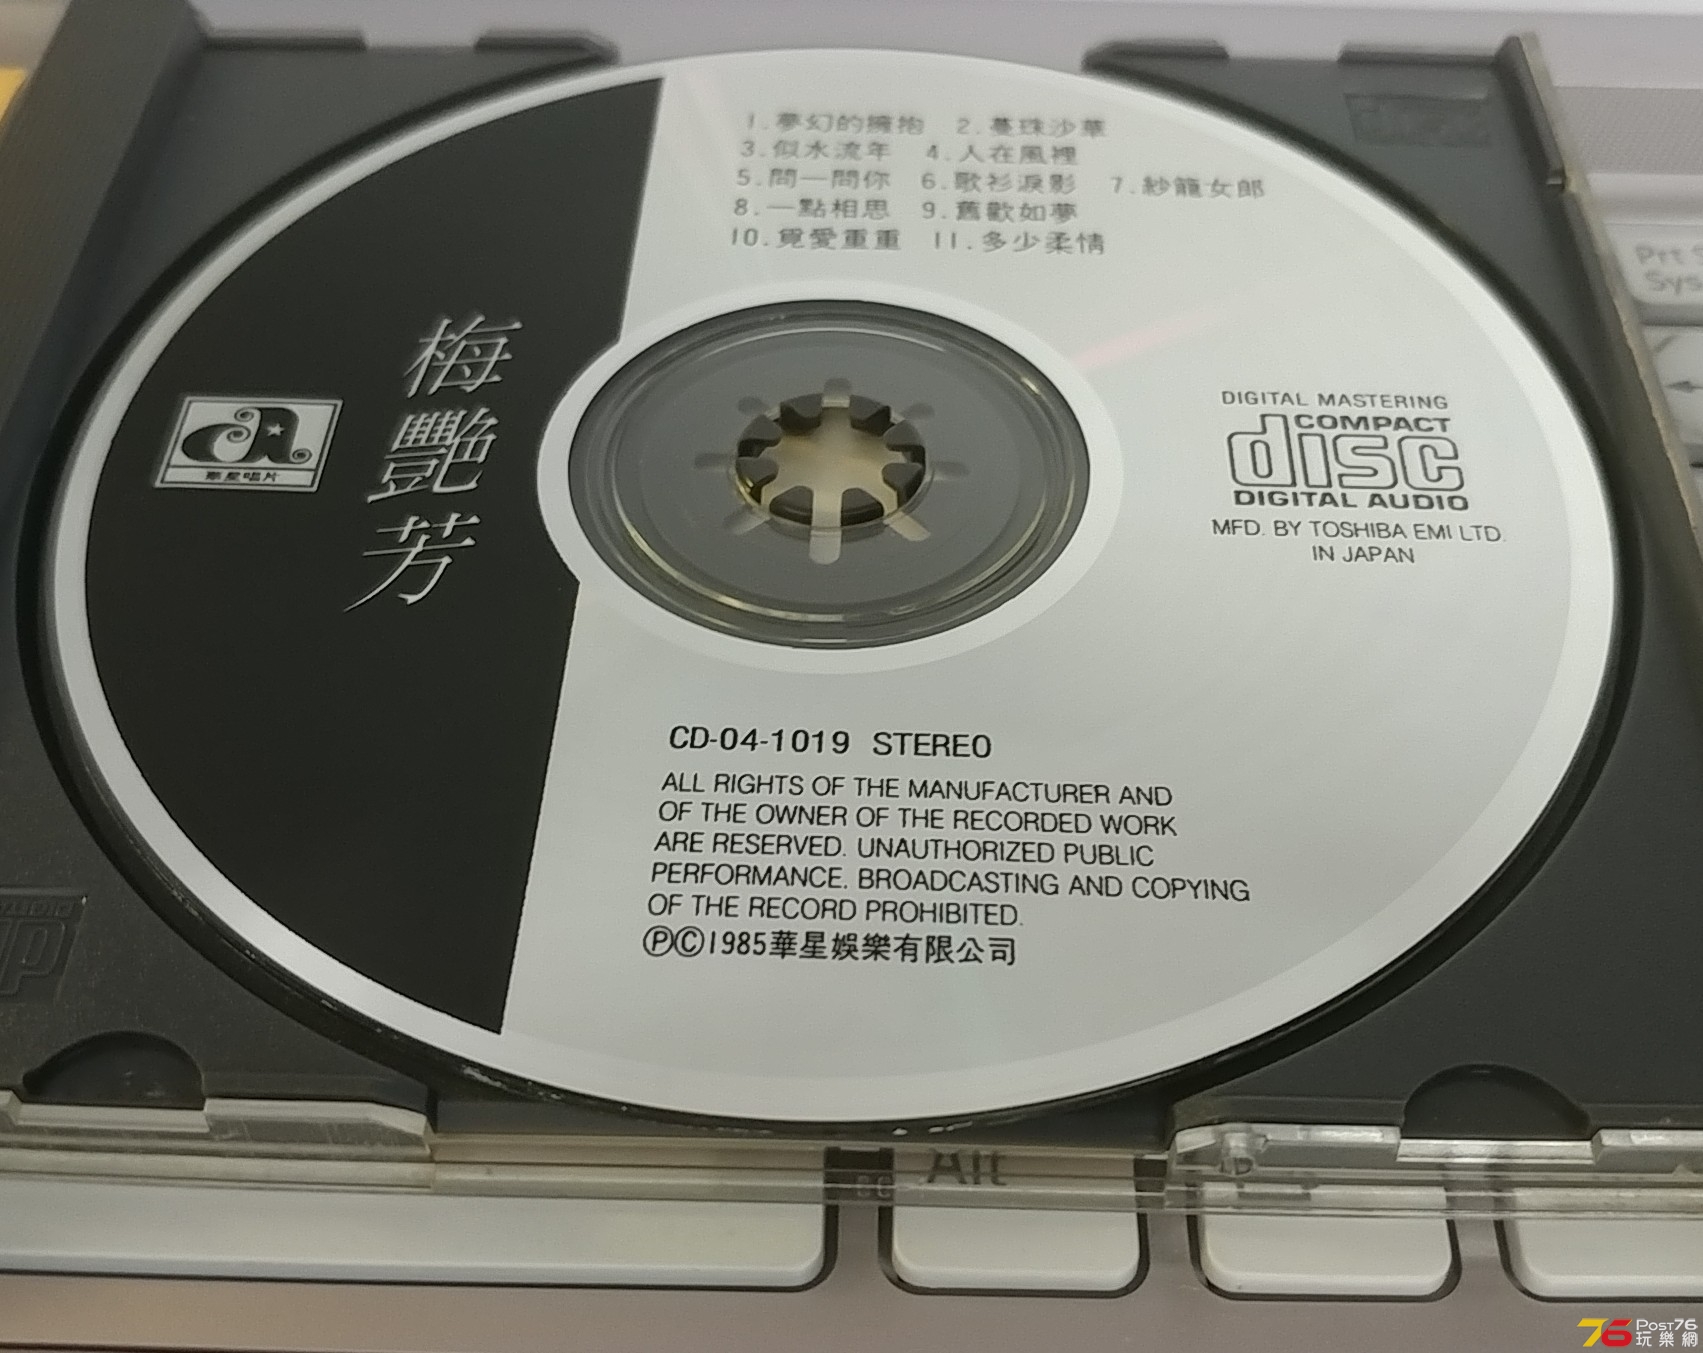 1.夢幻的擁抱 2.蔓珠沙華
3.似水流年 4.人在風裡
5.問一問你 6.歌衫淚影 7.紗籠女郎
8.一點相思 9.舊歡如夢
10.覓愛重重 11.多少柔情
梅艷芳
華星唱片
DIGITAL MASTERING
COMPACT
disc
DIGITAL AUDIO
MFD. BY TOSHIBA EMI LTD.
IN JAPAN
CD-04-1019 STEREO
ALL RIGHTS OF THE MANUFACTURER AND
OF THE OWNER OF THE RECORDED WORK
ARE RESERVED. UNAUTHORIZED PUBLIC
PERFORMANCE. BROADCASTING AND COPYING
OF THE RECORD PROHIBITED.
ⓅⒸ1985華星娛樂有限公司
Prt
Sys
Alt
76 Post76
玩樂網